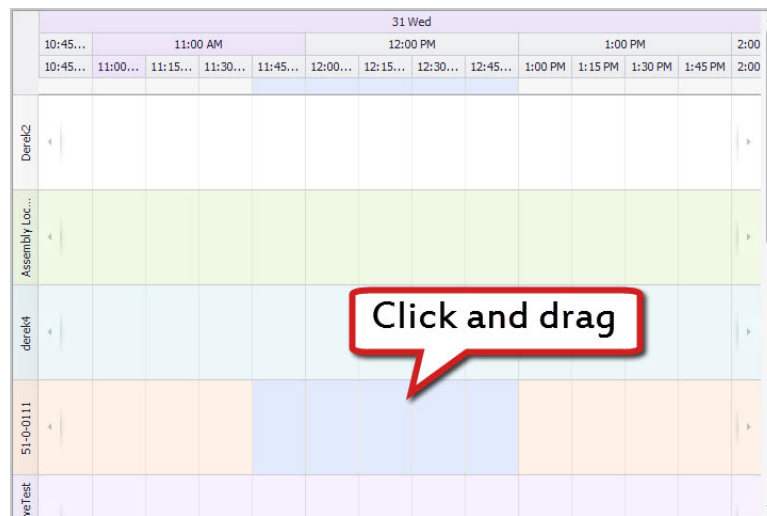 31 Wed
10:45... 11:00 AM 12:00 PM 1:00 PM 2:00
10:45... 11:00... 11:15... 11:30... 11:45... 12:00... 12:15... 12:30... 12:45... 1:00 PM 1:15 PM 1:30 PM 1:45 PM 2:00
Derek2
Assembly Loc...
derek4
Click and drag
51-0-0111
veTest